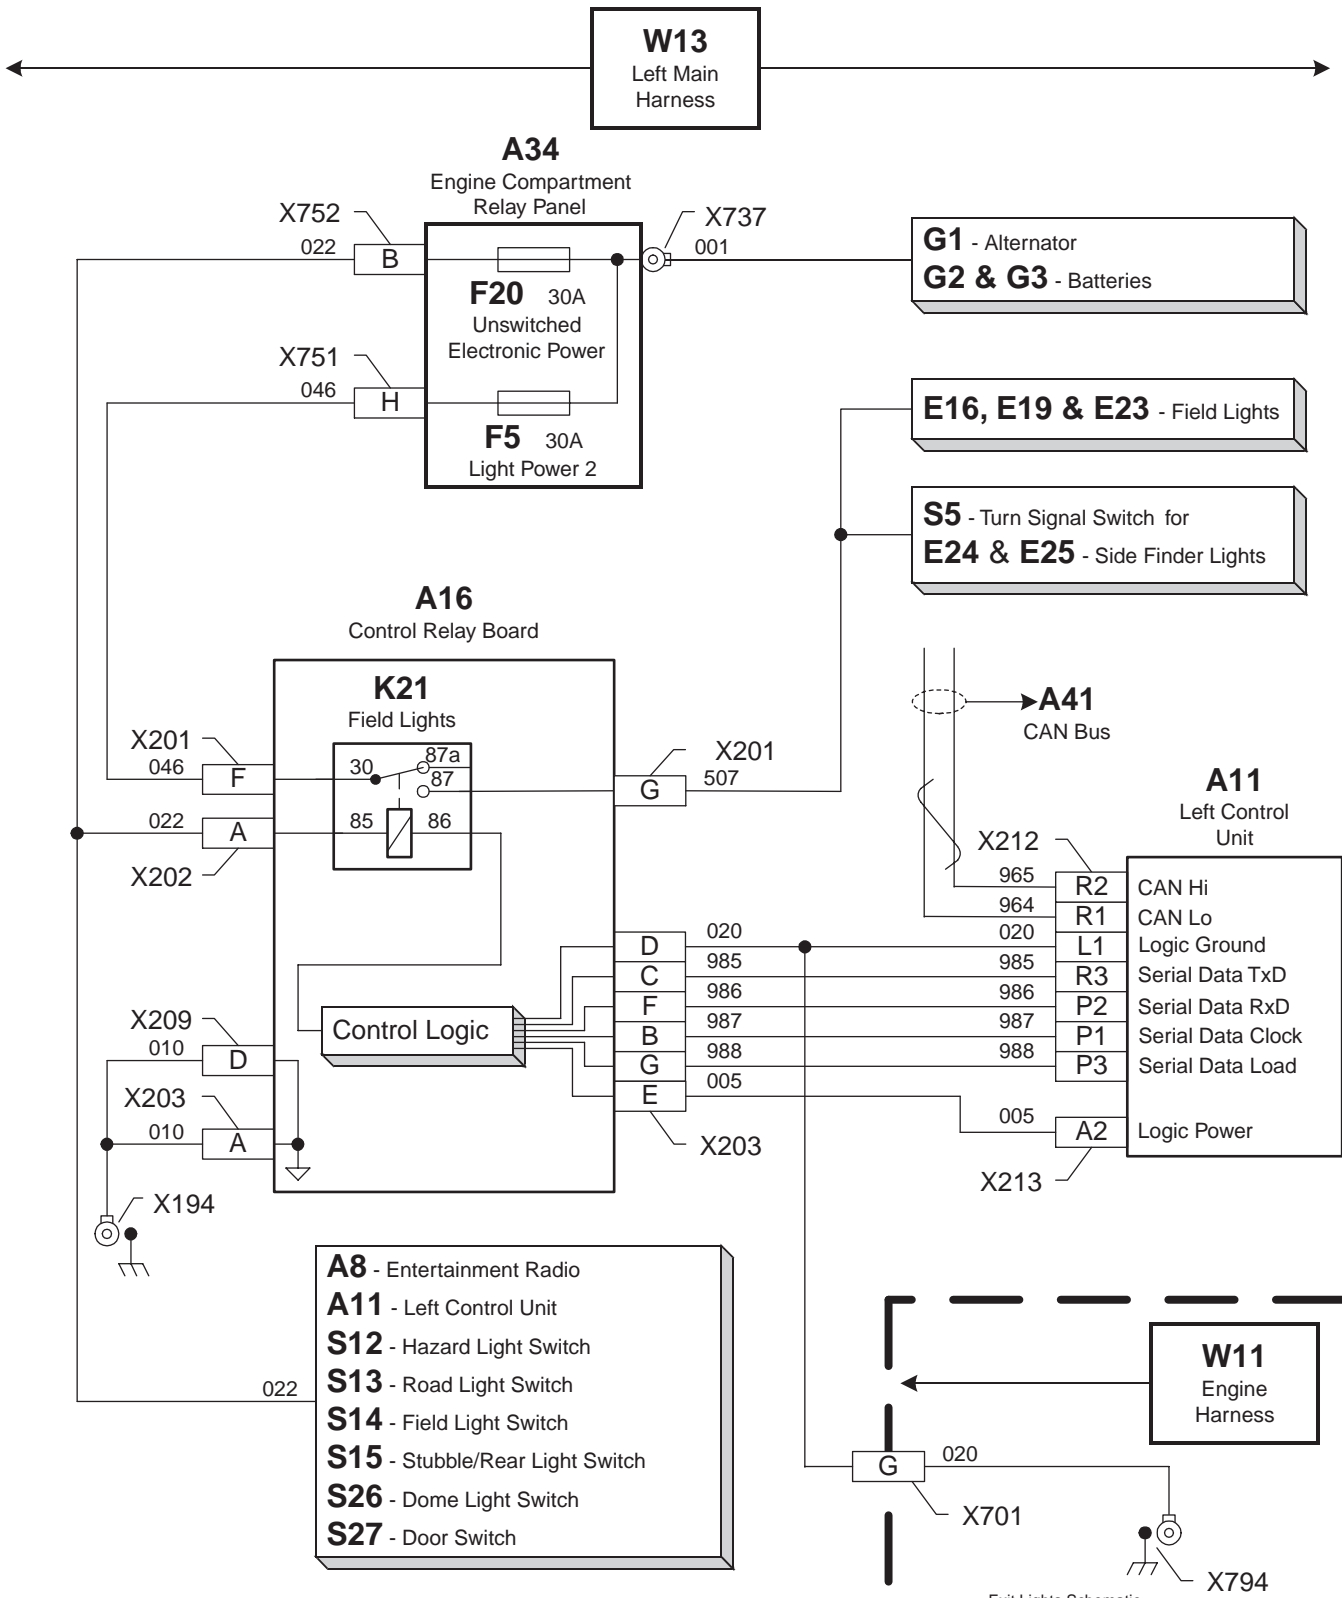 W13
Left Main
Harness
A34
Engine Compartment
Relay Panel
X752
022
B
X737
001
F20 30A
Unswitched
Electronic Power
X751
046
H
F5 30A
Light Power 2
G1 - Alternator
G2 & G3 - Batteries
E16, E19 & E23 - Field Lights
S5 - Turn Signal Switch for
E24 & E25 - Side Finder Lights
A16
Control Relay Board
K21
Field Lights
X201
046
F
30
87a
87
X201
G
507
022
A
X202
85
86
A41
CAN Bus
A11
Left Control
Unit
X212
965
R2
CAN Hi
964
R1
CAN Lo
D
020
020
L1
Logic Ground
C
985
985
R3
Serial Data TxD
F
986
986
P2
Serial Data RxD
B
987
987
P1
Serial Data Clock
G
988
988
P3
Serial Data Load
E
005
005
A2
Logic Power
X203
X213
Control Logic
X209
010
D
X203
010
A
X194
A8 - Entertainment Radio
A11 - Left Control Unit
S12 - Hazard Light Switch
S13 - Road Light Switch
022
S14 - Field Light Switch
S15 - Stubble/Rear Light Switch
S26 - Dome Light Switch
S27 - Door Switch
W11
Engine
Harness
G
020
X701
X794
Exit Lights Schematic